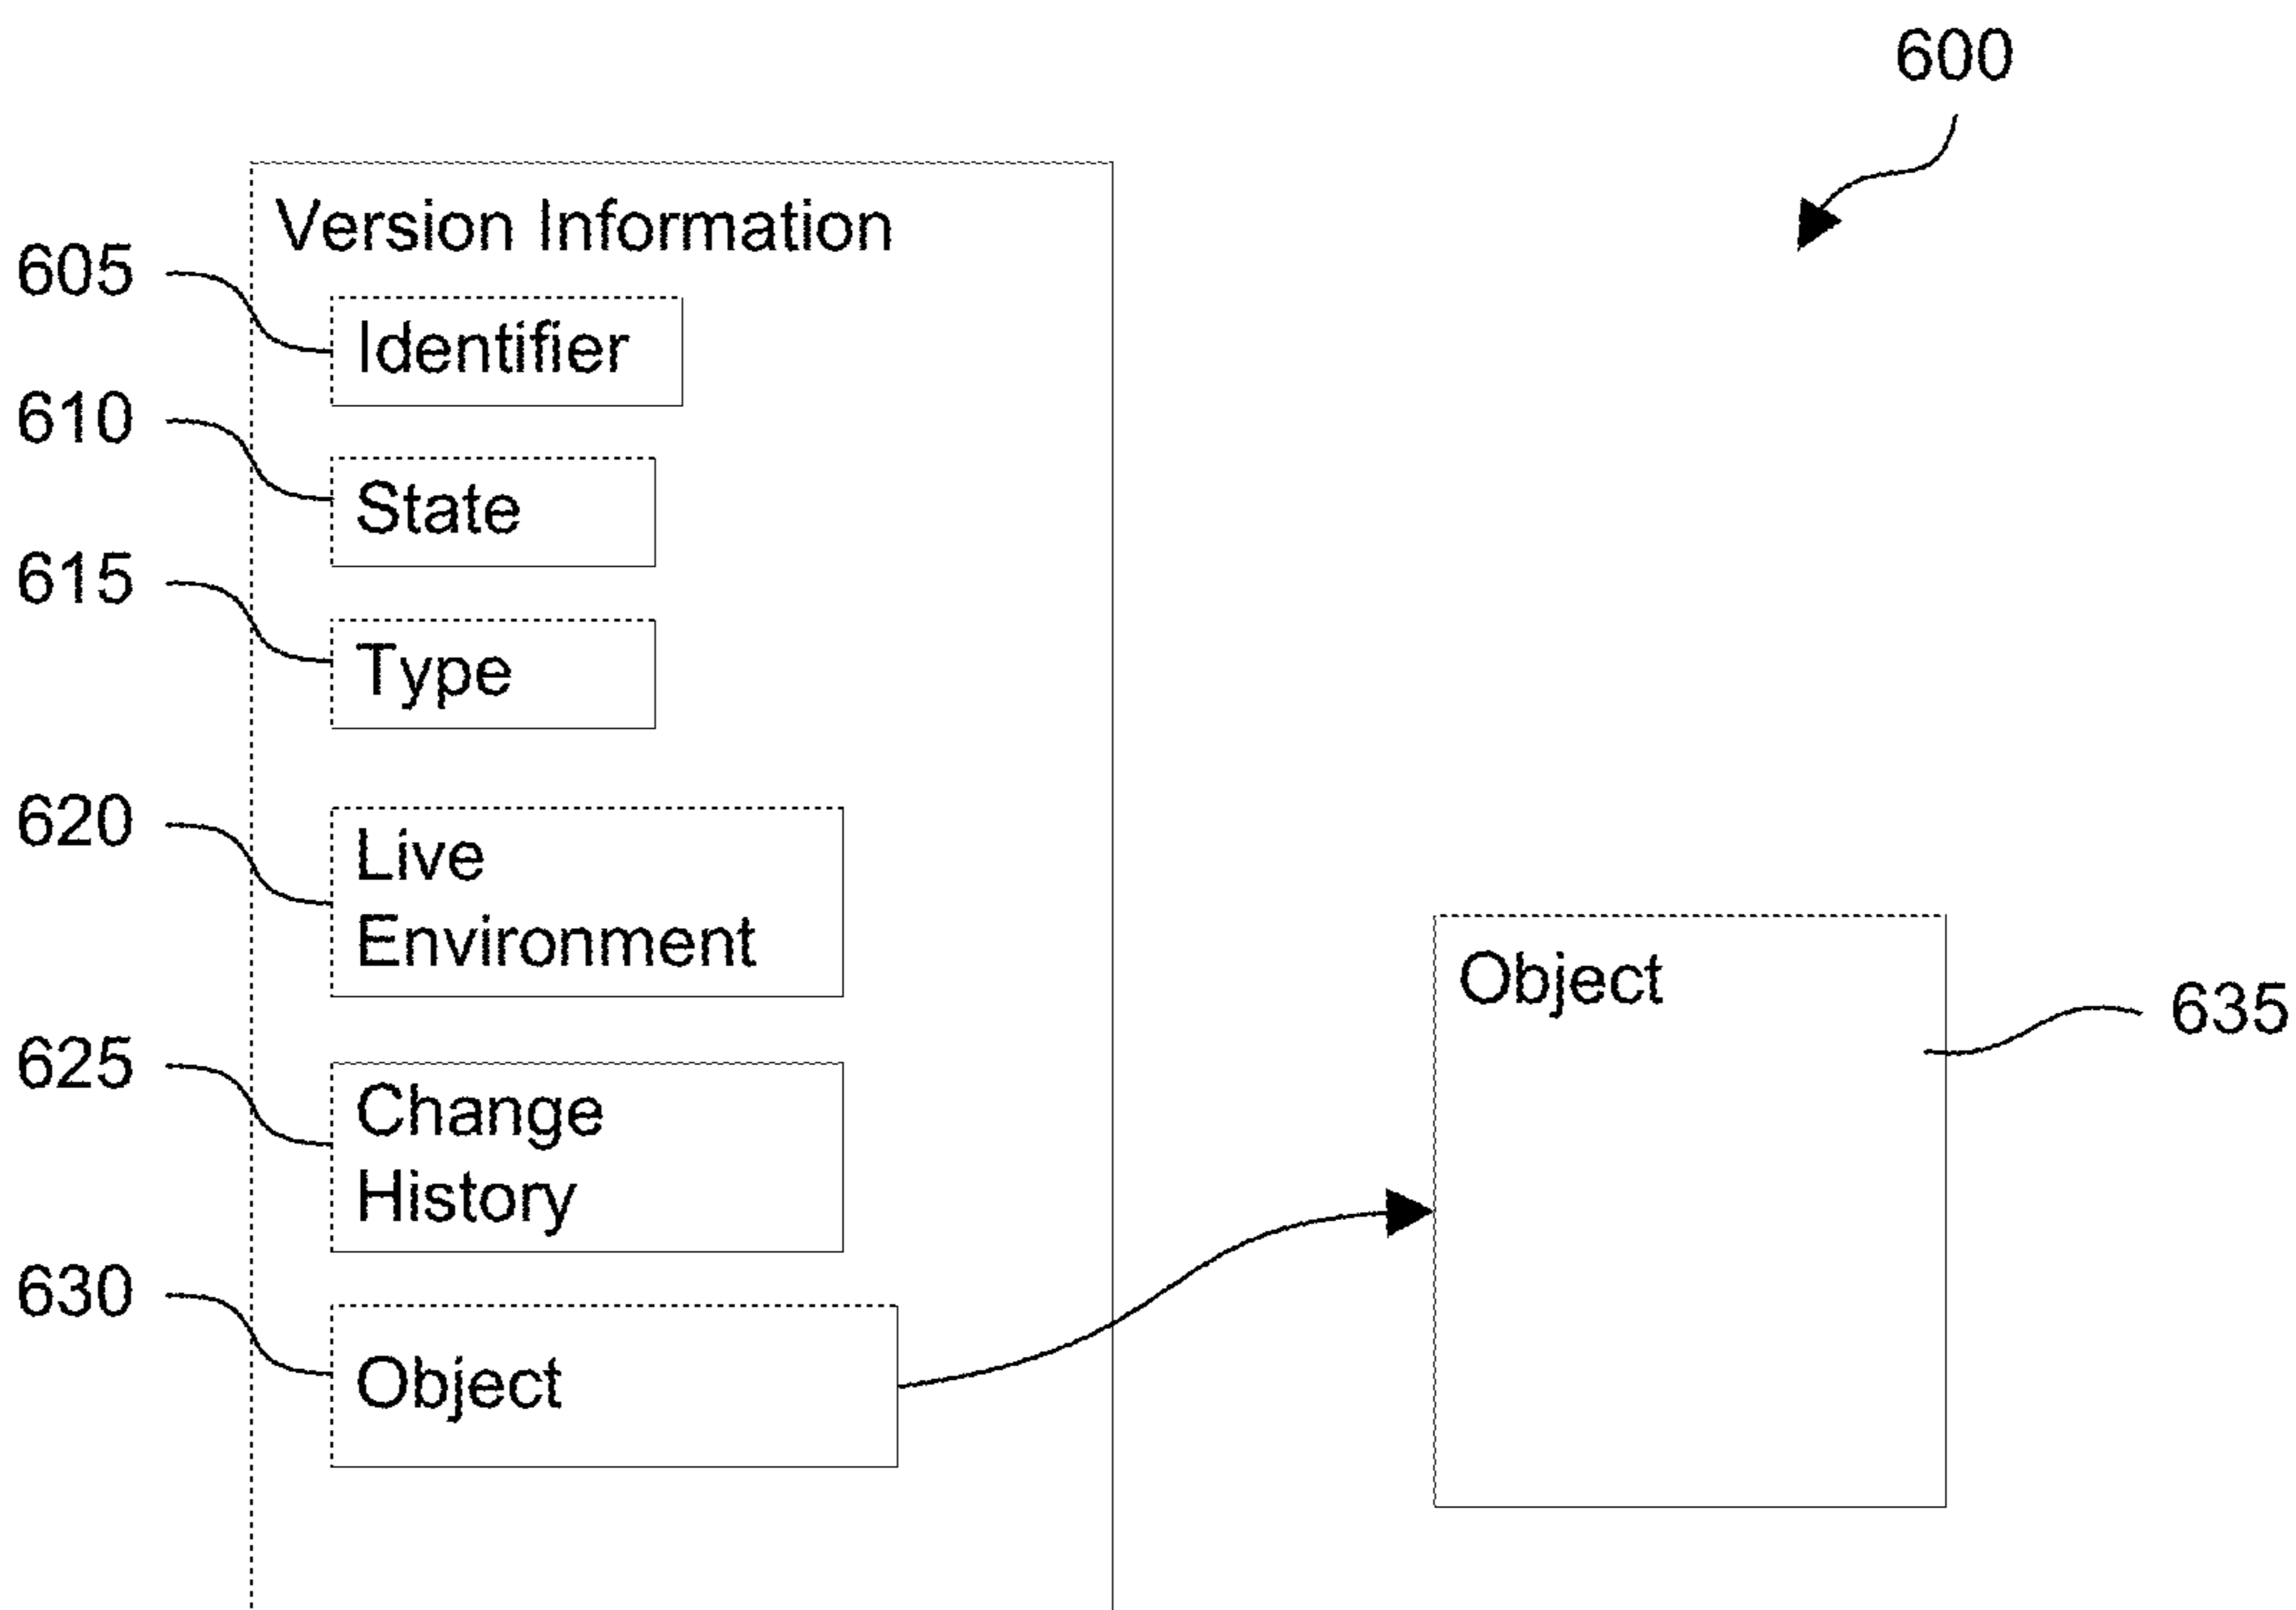 600
Version Information
605
Identifier
610
State
615
Type
620
Live
Environment
625
Change
History
630
Object
Object
635